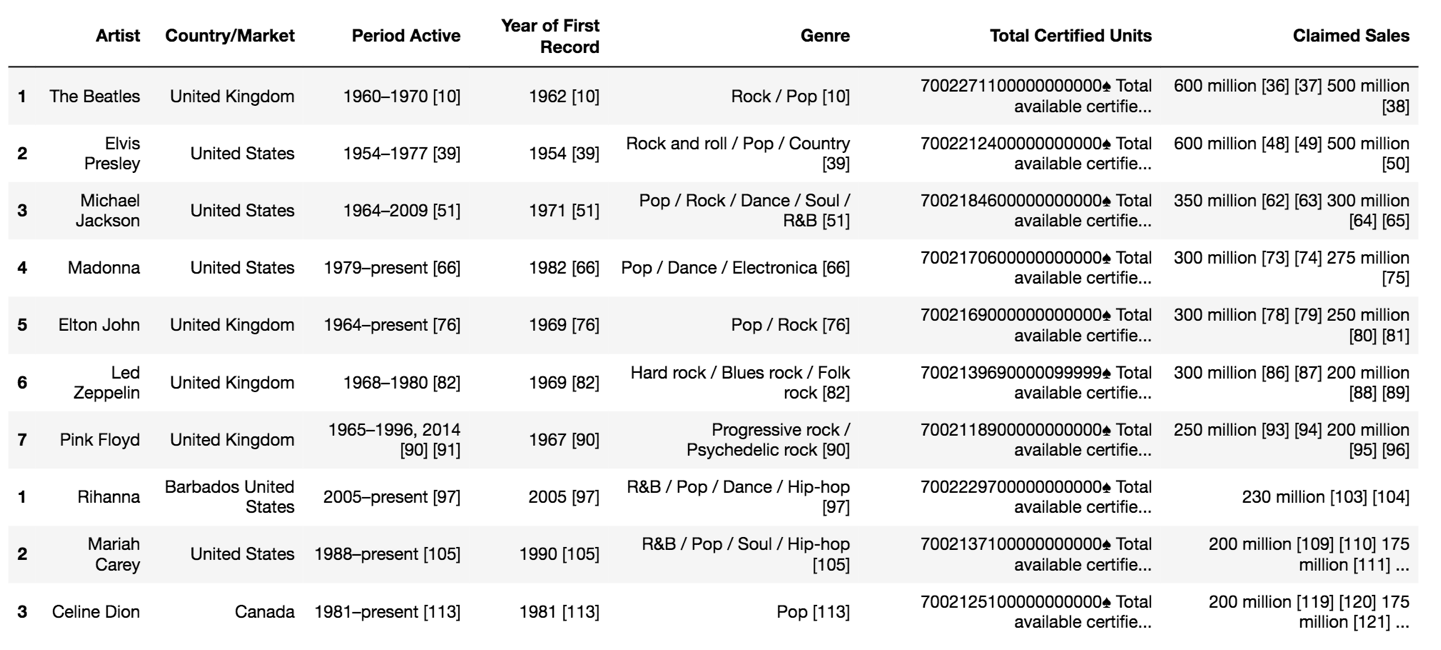 Artist Country/Market Period Active Year of First Record Genre Total Certified Units Claimed Sales
1 The Beatles United Kingdom 1960–1970 [10] 1962 [10] Rock / Pop [10] 7002271100000000000♠ Total available certifie... 600 million [36] [37] 500 million [38]
2 Elvis Presley United States 1954–1977 [39] 1954 [39] Rock and roll / Pop / Country [39] 7002212400000000000♠ Total available certifie... 600 million [48] [49] 500 million [50]
3 Michael Jackson United States 1964–2009 [51] 1971 [51] Pop / Rock / Dance / Soul / R&B [51] 7002184600000000000♠ Total available certifie... 350 million [62] [63] 300 million [64] [65]
4 Madonna United States 1979–present [66] 1982 [66] Pop / Dance / Electronica [66] 7002170600000000000♠ Total available certifie... 300 million [73] [74] 275 million [75]
5 Elton John United Kingdom 1964–present [76] 1969 [76] Pop / Rock [76] 7002169000000000000♠ Total available certifie... 300 million [78] [79] 250 million [80] [81]
6 Led Zeppelin United Kingdom 1968–1980 [82] 1969 [82] Hard rock / Blues rock / Folk rock [82] 7002139690000099999♠ Total available certifie... 300 million [86] [87] 200 million [88] [89]
7 Pink Floyd United Kingdom 1965–1996, 2014 [90] [91] 1967 [90] Progressive rock / Psychedelic rock [90] 7002118900000000000♠ Total available certifie... 250 million [93] [94] 200 million [95] [96]
1 Rihanna Barbados United States 2005–present [97] 2005 [97] R&B / Pop / Dance / Hip-hop [97] 7002229700000000000♠ Total available certifie... 230 million [103] [104]
2 Mariah Carey United States 1988–present [105] 1990 [105] R&B / Pop / Soul / Hip-hop [105] 7002137100000000000♠ Total available certifie... 200 million [109] [110] 175 million [111] ...
3 Celine Dion Canada 1981–present [113] 1981 [113] Pop [113] 7002125100000000000♠ Total available certifie... 200 million [119] [120] 175 million [121] ...